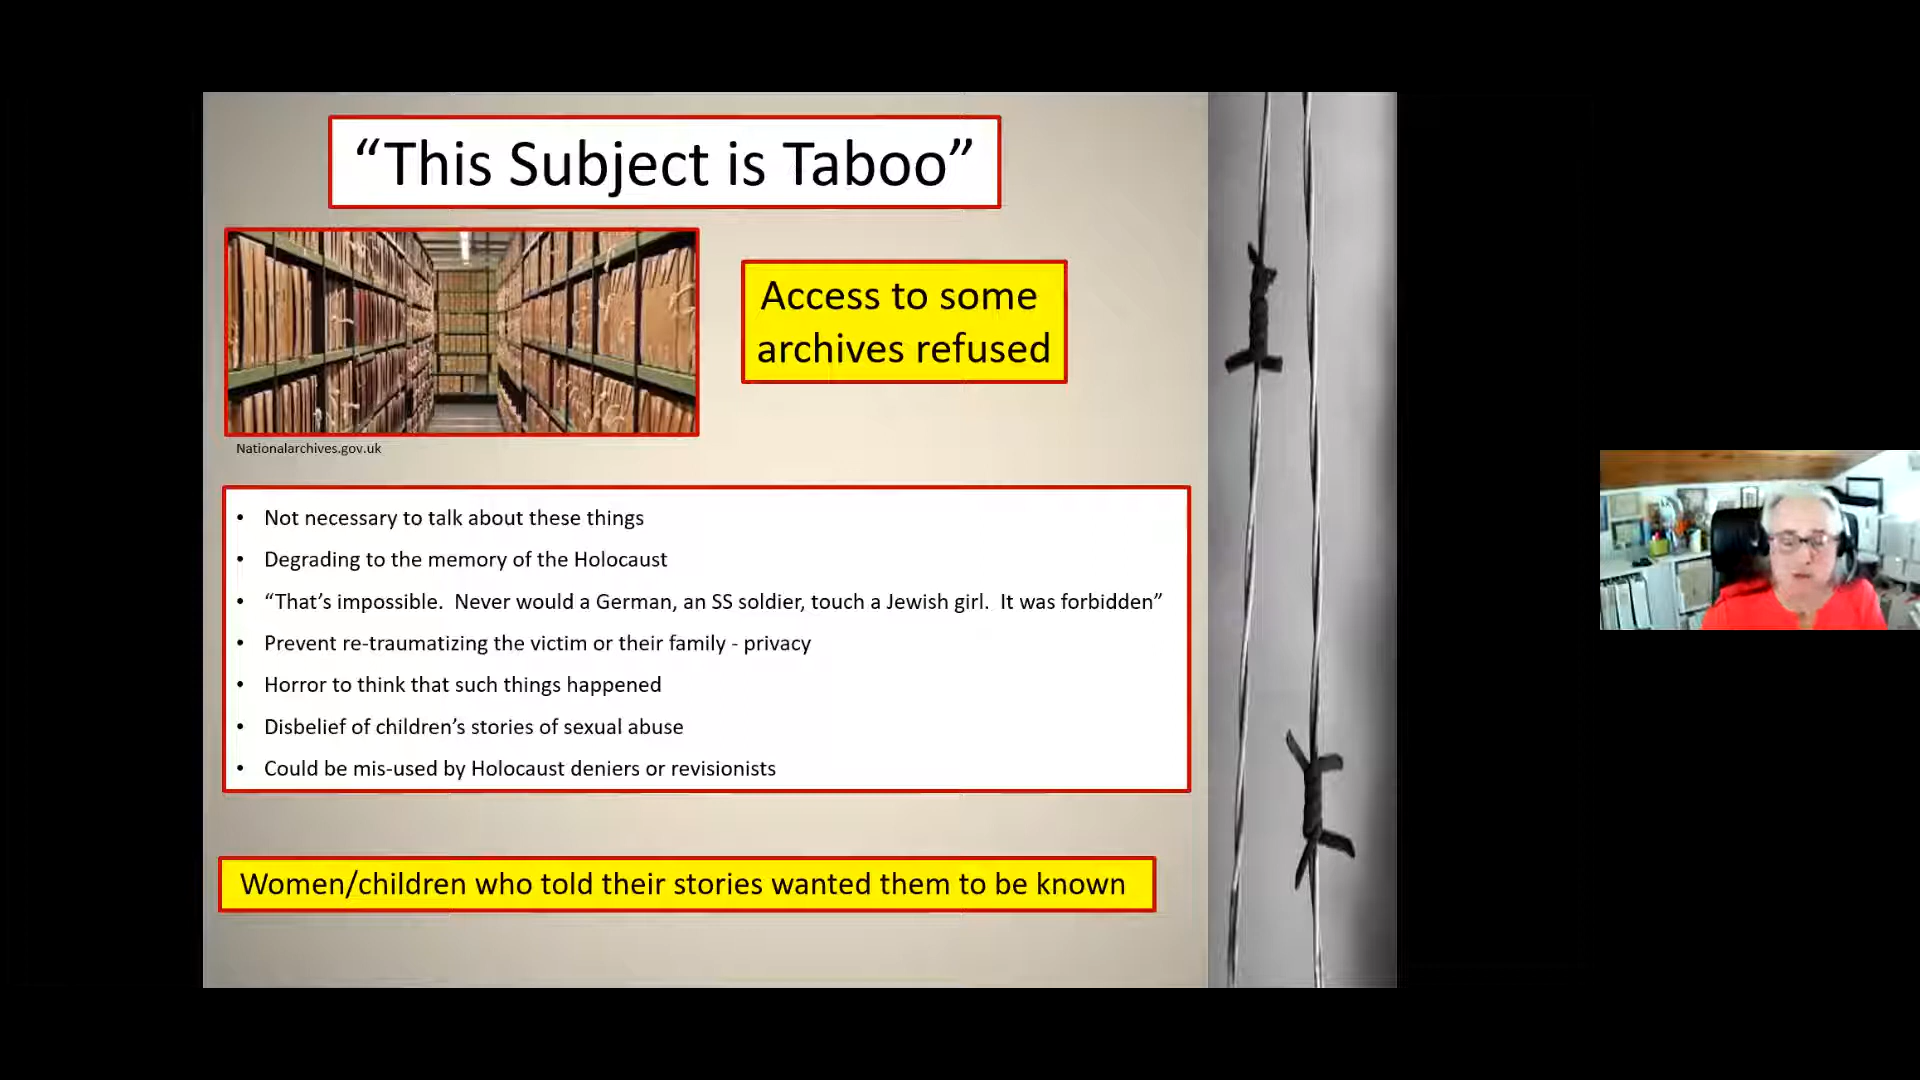 “This Subject is Taboo”
Access to some
archives refused
Nationalarchives.gov.uk
• Not necessary to talk about these things
• Degrading to the memory of the Holocaust
• “That’s impossible.  Never would a German, an SS soldier, touch a Jewish girl.  It was forbidden”
• Prevent re-traumatizing the victim or their family - privacy
• Horror to think that such things happened
• Disbelief of children’s stories of sexual abuse
• Could be mis-used by Holocaust deniers or revisionists
Women/children who told their stories wanted them to be known